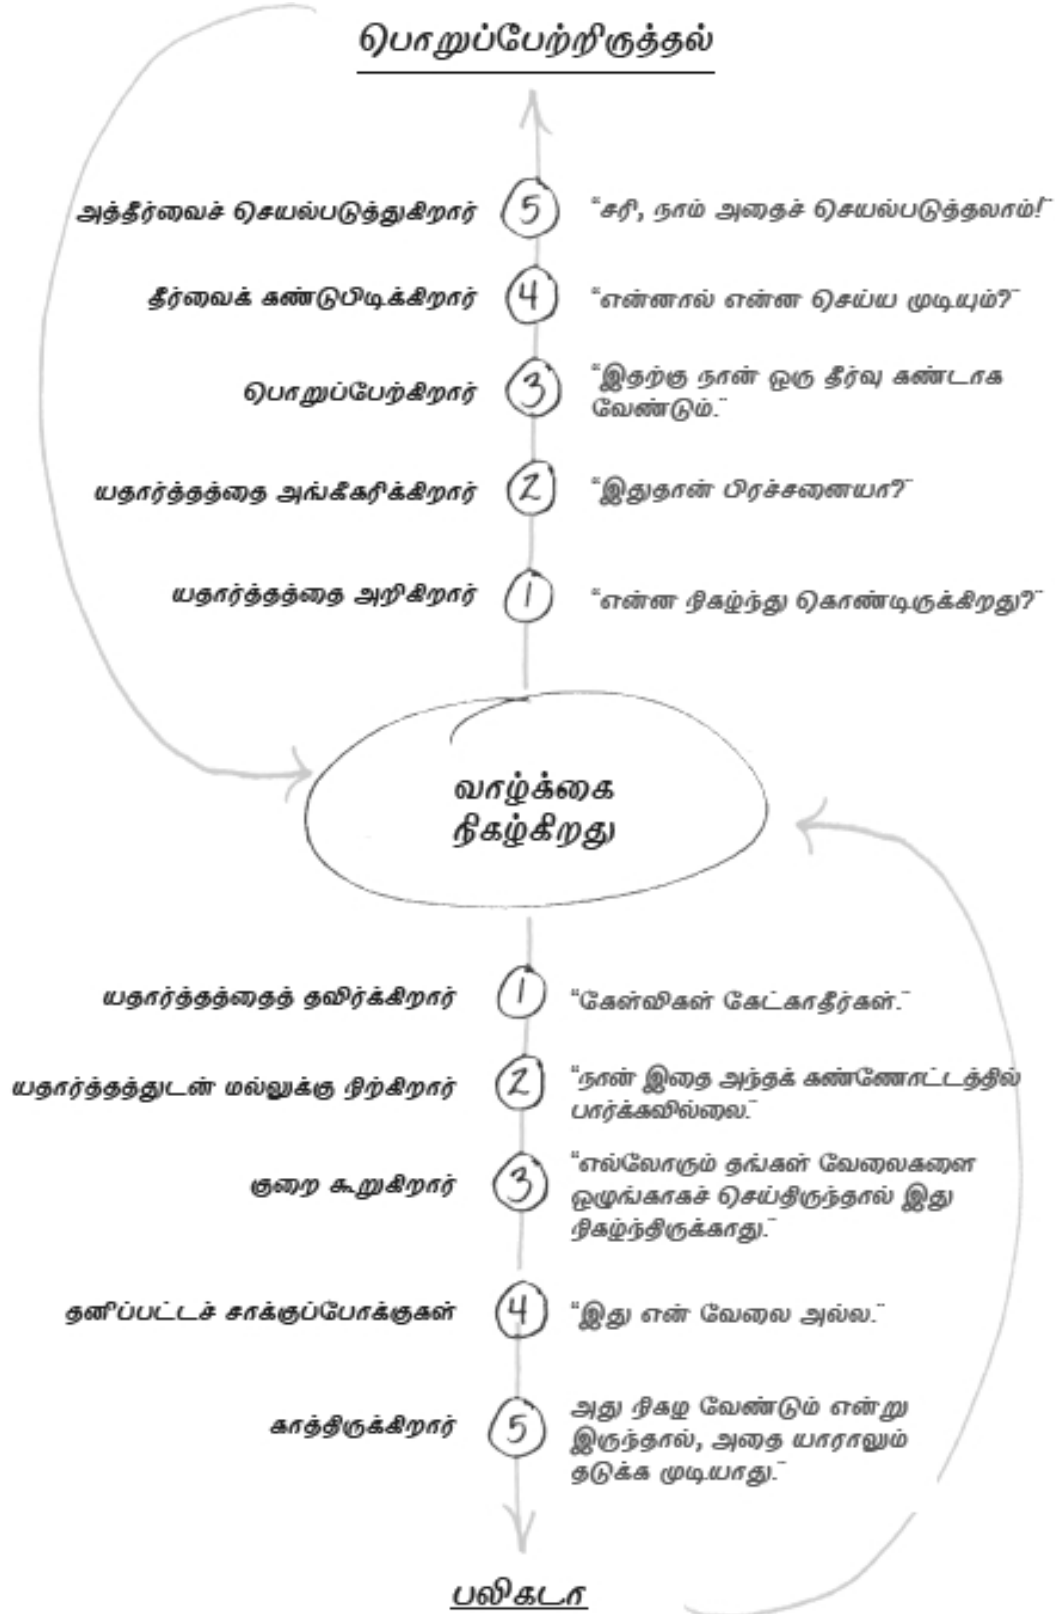 பொறுப்பேற்றிருத்தல்
அத்தீர்வைச் செயல்படுத்துகிறார் 5 “சரி, நாம் அதைச் செயல்படுத்தலாம்!”
தீர்வைக் கண்டுபிடிக்கிறார் 4 “என்னால் என்ன செய்ய முடியும்?”
பொறுப்பேற்கிறார் 3 “இதற்கு நான் ஒரு தீர்வு கண்டாக
வேண்டும்.”
யதார்த்தத்தை அங்கீகரிக்கிறார் 2 “இதுதான் பிரச்சனையா?”
யதார்த்தத்தை அறிகிறார் 1 “என்ன நிகழ்ந்து கொண்டிருக்கிறது?”
வாழ்க்கை
நிகழ்கிறது
யதார்த்தத்தைத் தவிர்க்கிறார் 1 “கேள்விகள் கேட்காதீர்கள்.”
யதார்த்தத்துடன் மல்லுக்கு நிற்கிறார் 2 “நான் இதை அந்தக் கண்ணோட்டத்தில்
பார்க்கவில்லை.”
குறை கூறுகிறார் 3 “எல்லோரும் தங்கள் வேலைகளை
ஒழுங்காகச் செய்திருந்தால் இது
நிகழ்ந்திருக்காது.”
தனிப்பட்டச் சாக்குப்போக்குகள் 4 “இது என் வேலை அல்ல.”
காத்திருக்கிறார் 5 அது நிகழ வேண்டும் என்று
இருந்தால், அதை யாராலும்
தடுக்க முடியாது.”
பலிகடா